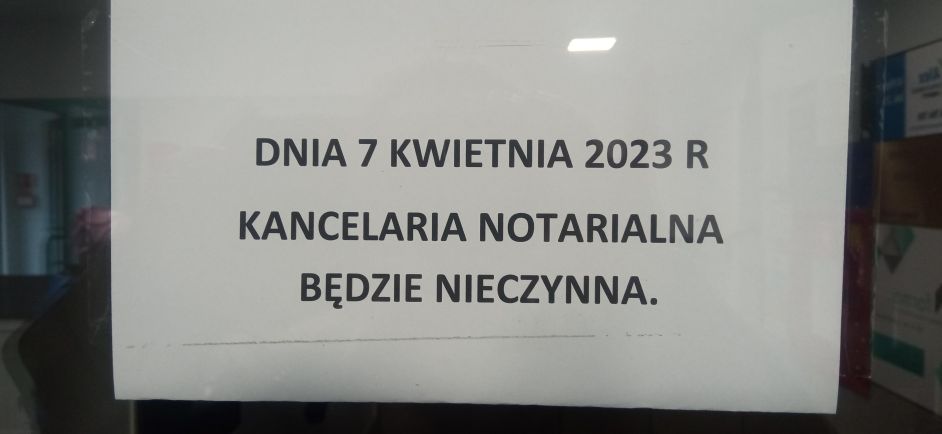 DNIA 7 KWIETNIA 2023 R
KANCELARIA NOTARIALNA
BĘDZIE NIECZYNNA.